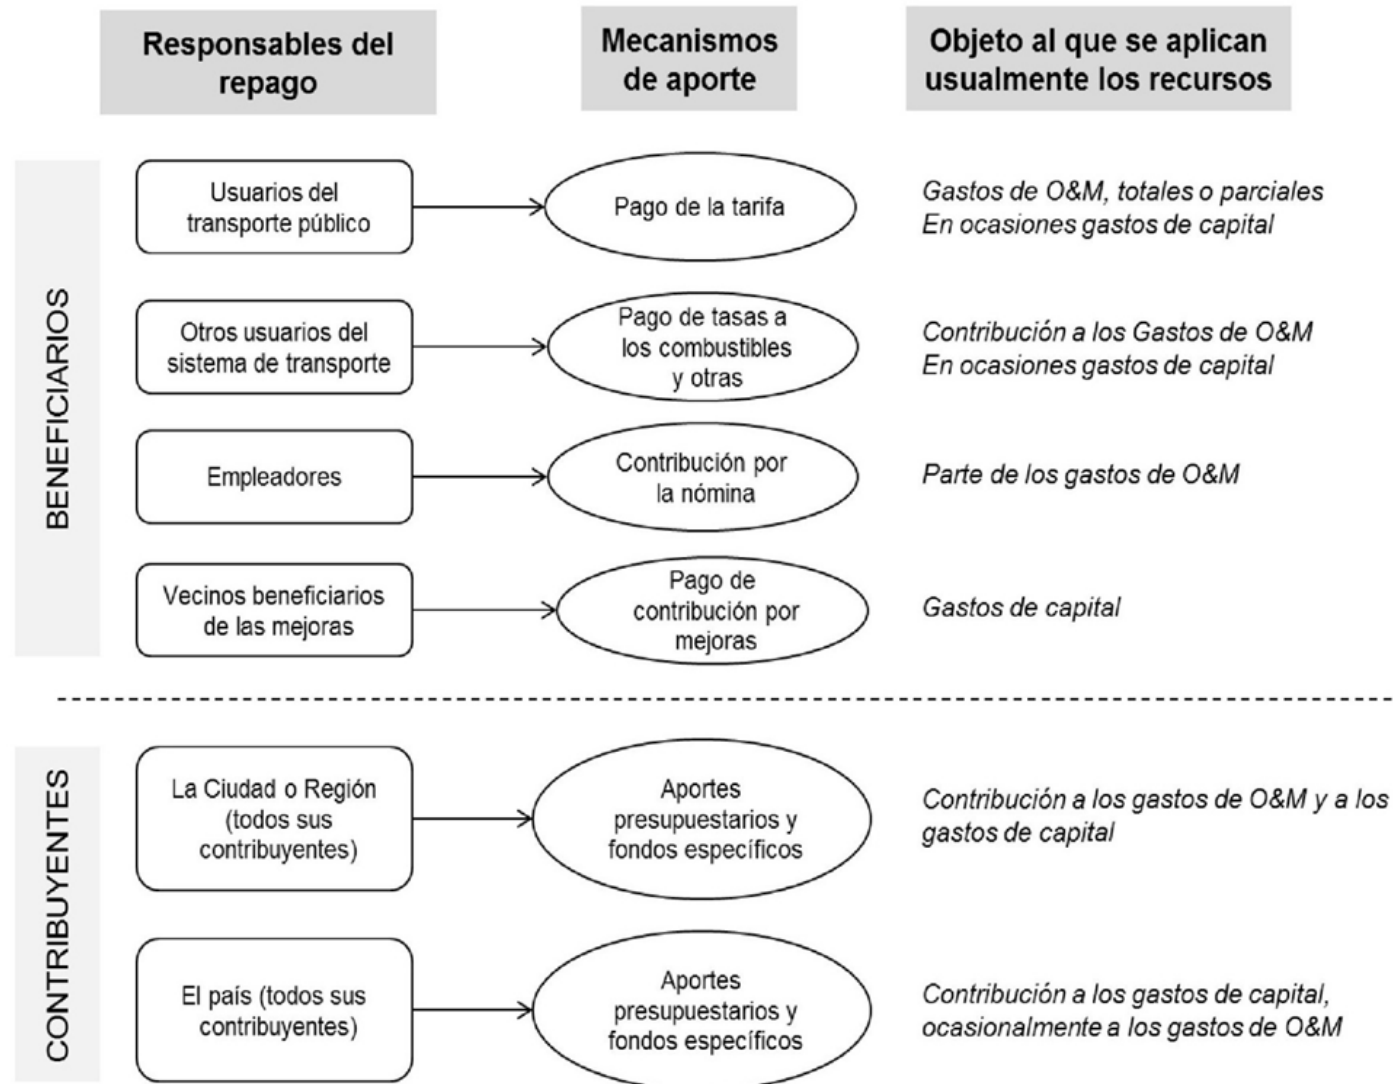 Responsables del
repago
Mecanismos
de aporte
Objeto al que se aplican
usualmente los recursos
BENEFICIARIOS
Usuarios del
transporte público
Pago de la tarifa
Gastos de O&M, totales o parciales
En ocasiones gastos de capital
Otros usuarios del
sistema de transporte
Pago de tasas a
los combustibles
y otras
Contribución a los Gastos de O&M
En ocasiones gastos de capital
Empleadores
Contribución por
la nómina
Parte de los gastos de O&M
Vecinos beneficiarios
de las mejoras
Pago de
contribución por
mejoras
Gastos de capital
CONTRIBUYENTES
La Ciudad o Región
(todos sus
contribuyentes)
Aportes
presupuestarios y
fondos específicos
Contribución a los gastos de O&M y a los
gastos de capital
El país (todos sus
contribuyentes)
Aportes
presupuestarios y
fondos específicos
Contribución a los gastos de capital,
ocasionalmente a los gastos de O&M